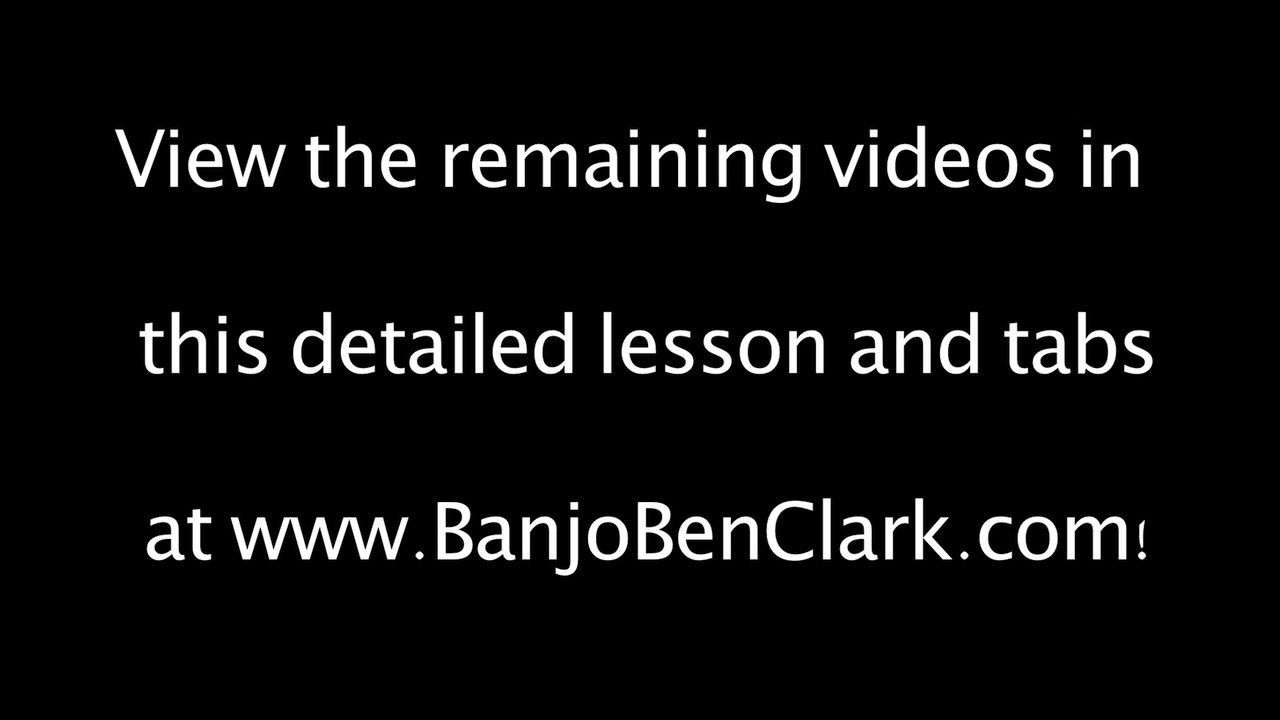 View the remaining videos in
this detailed lesson and tabs
at www.BanjoBenClark.com!